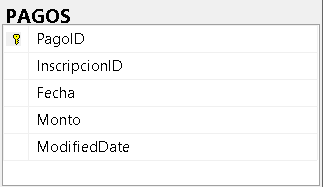 PAGOS
PagoID
InscripcionID
Fecha
Monto
ModifiedDate